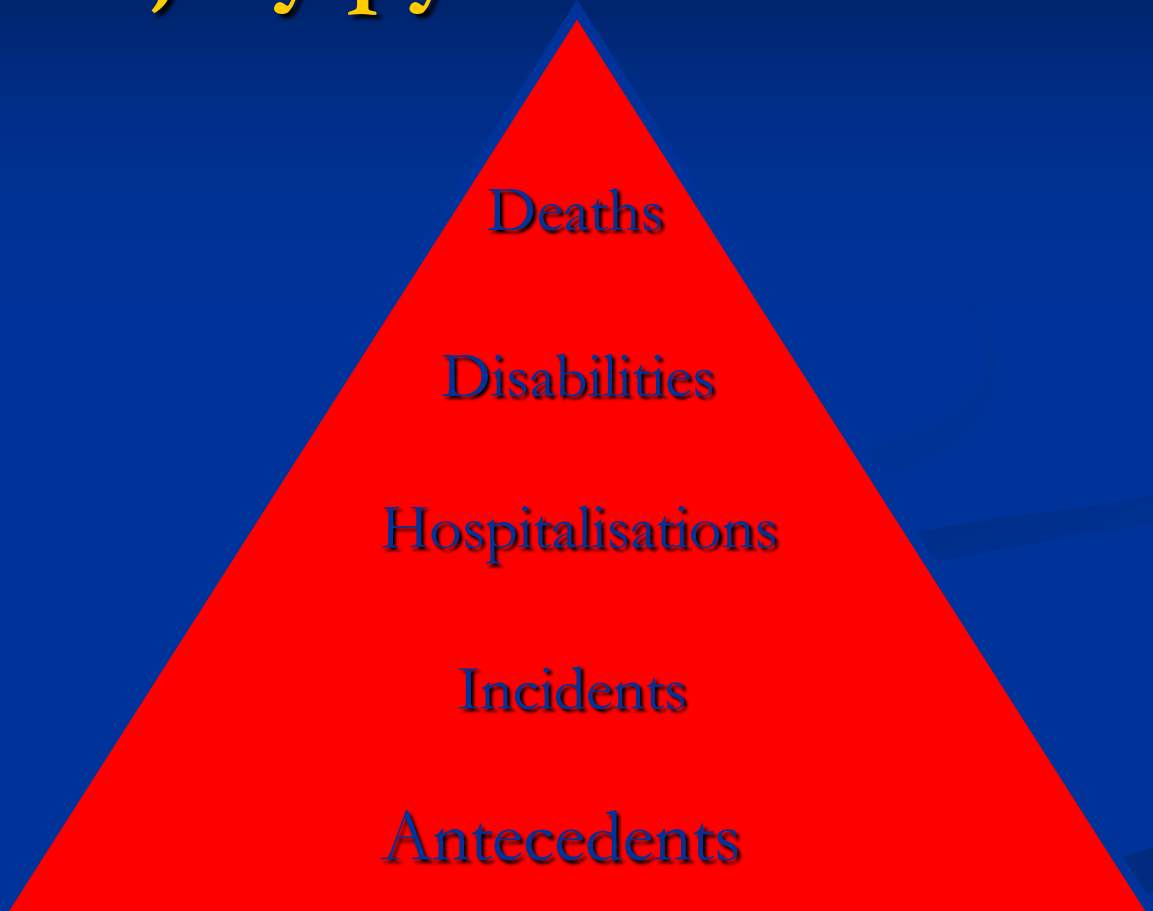 Deaths
Disabilities
Hospitalisations
Incidents
Antecedents